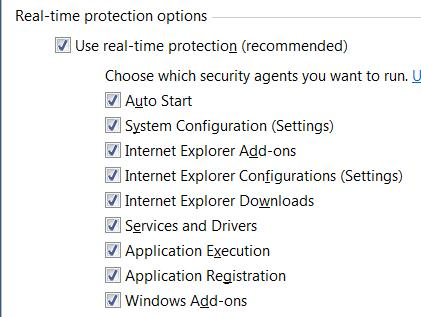 Real-time protection options
Use real-time protection (recommended)
Choose which security agents you want to run. U
Auto Start
System Configuration (Settings)
Internet Explorer Add-ons
Internet Explorer Configurations (Settings)
Internet Explorer Downloads
Services and Drivers
Application Execution
Application Registration
Windows Add-ons